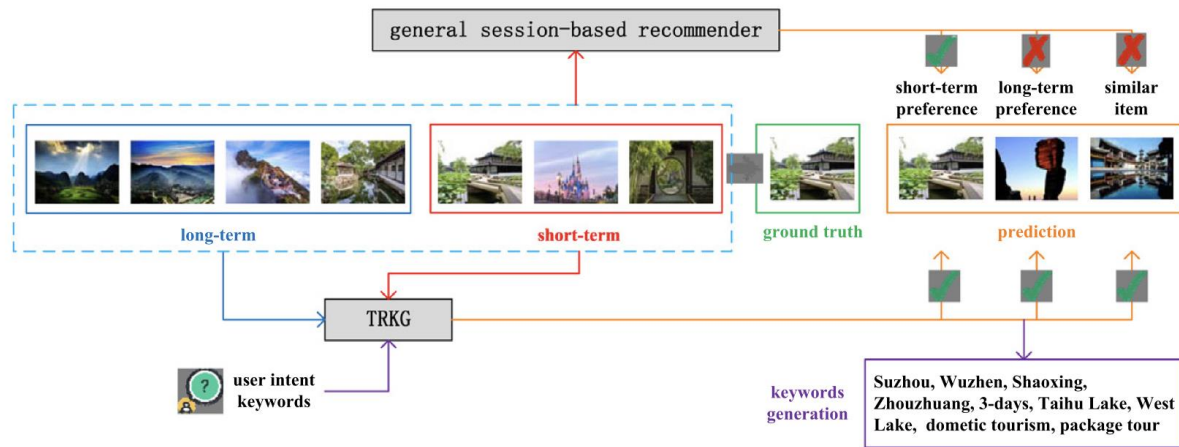 general session-based recommender
short-term
preference
long-term
preference
similar
item
long-term
short-term
ground truth
prediction
TRKG
?
user intent
keywords
keywords
generation
Suzhou, Wuzhen, Shaoxing,
Zhouzhuang, 3-days, Taihu Lake, West
Lake, dometic tourism, package tour